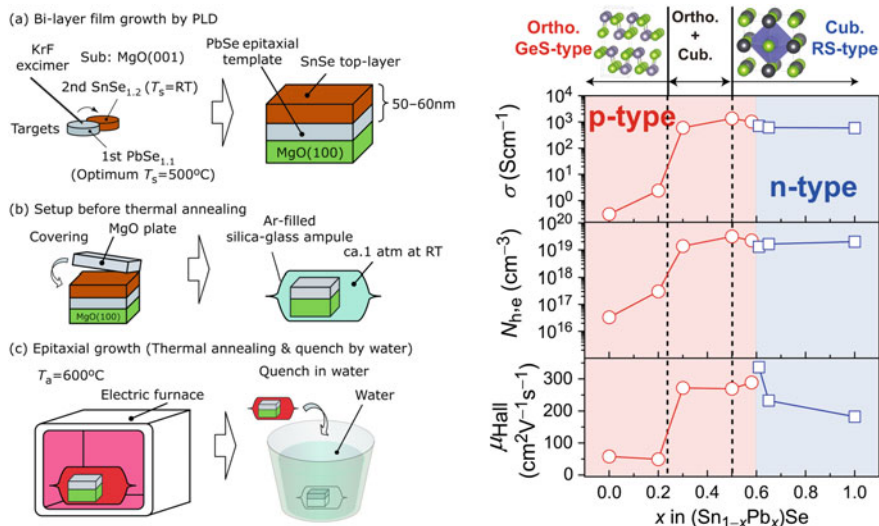 (a) Bi-layer film growth by PLD
KrF
excimer
Sub: MgO(001)
2nd SnSe₁.₂ (Tₛ=RT)
Targets
1st PbSe₁.₁
(Optimum Tₛ=500ºC)
PbSe epitaxial
template
SnSe top-layer
50–60nm
MgO(100)
(b) Setup before thermal annealing
Covering
MgO plate
MgO(100)
Ar-filled
silica-glass ampule
ca.1 atm at RT
(c) Epitaxial growth (Thermal annealing & quench by water)
Tₐ=600ºC
Electric furnace
Quench in water
Water
Ortho.
GeS-type
Ortho.
+
Cub.
Cub.
RS-type
p-type
n-type
σ (Scm⁻¹)
10⁴
10³
10²
10¹
10⁰
Nₕ,ₑ (cm⁻³)
10²⁰
10¹⁹
10¹⁸
10¹⁷
10¹⁶
μHall
(cm²V⁻¹s⁻¹)
300
200
100
0
0.0 0.2 0.4 0.6 0.8 1.0
x in (Sn₁₋ₓPbₓ)Se